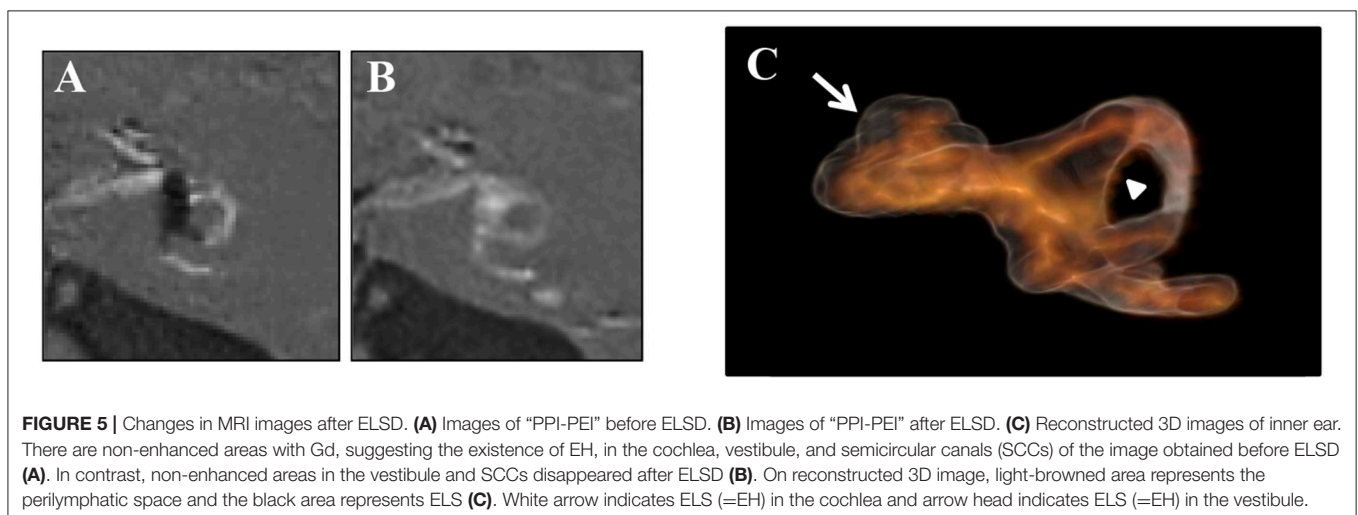 A
B
C
FIGURE 5 | Changes in MRI images after ELSD. (A) Images of “PPI-PEI” before ELSD. (B) Images of “PPI-PEI” after ELSD. (C) Reconstructed 3D images of inner ear.
There are non-enhanced areas with Gd, suggesting the existence of EH, in the cochlea, vestibule, and semicircular canals (SCCs) of the image obtained before ELSD
(A). In contrast, non-enhanced areas in the vestibule and SCCs disappeared after ELSD (B). On reconstructed 3D image, light-browned area represents the
perilymphatic space and the black area represents ELS (C). White arrow indicates ELS (=EH) in the cochlea and arrow head indicates ELS (=EH) in the vestibule.